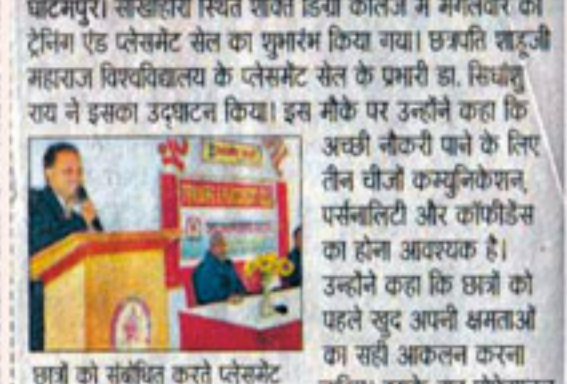 घाटमपुर। साखाहारी स्थित शक्ति डिग्री कॉलेज में मंगलवार को
ट्रेनिंग एंड प्लेसमेंट सेल का शुभारंभ किया गया। छत्रपति शाहूजी
महाराज विश्वविद्यालय के प्लेसमेंट सेल के प्रभारी डा. सिधांशु
राय ने इसका उद्घाटन किया। इस मौके पर उन्होंने कहा कि
अच्छी नौकरी पाने के लिए
तीन चीजों कम्युनिकेशन,
पर्सनालिटी और कॉफीडेंस
का होना आवश्यक है।
उन्होंने कहा कि छात्रों को
पहले खुद अपनी क्षमताओं
का सही आकलन करना
छात्रों को संबोधित करते प्लेसमेंट